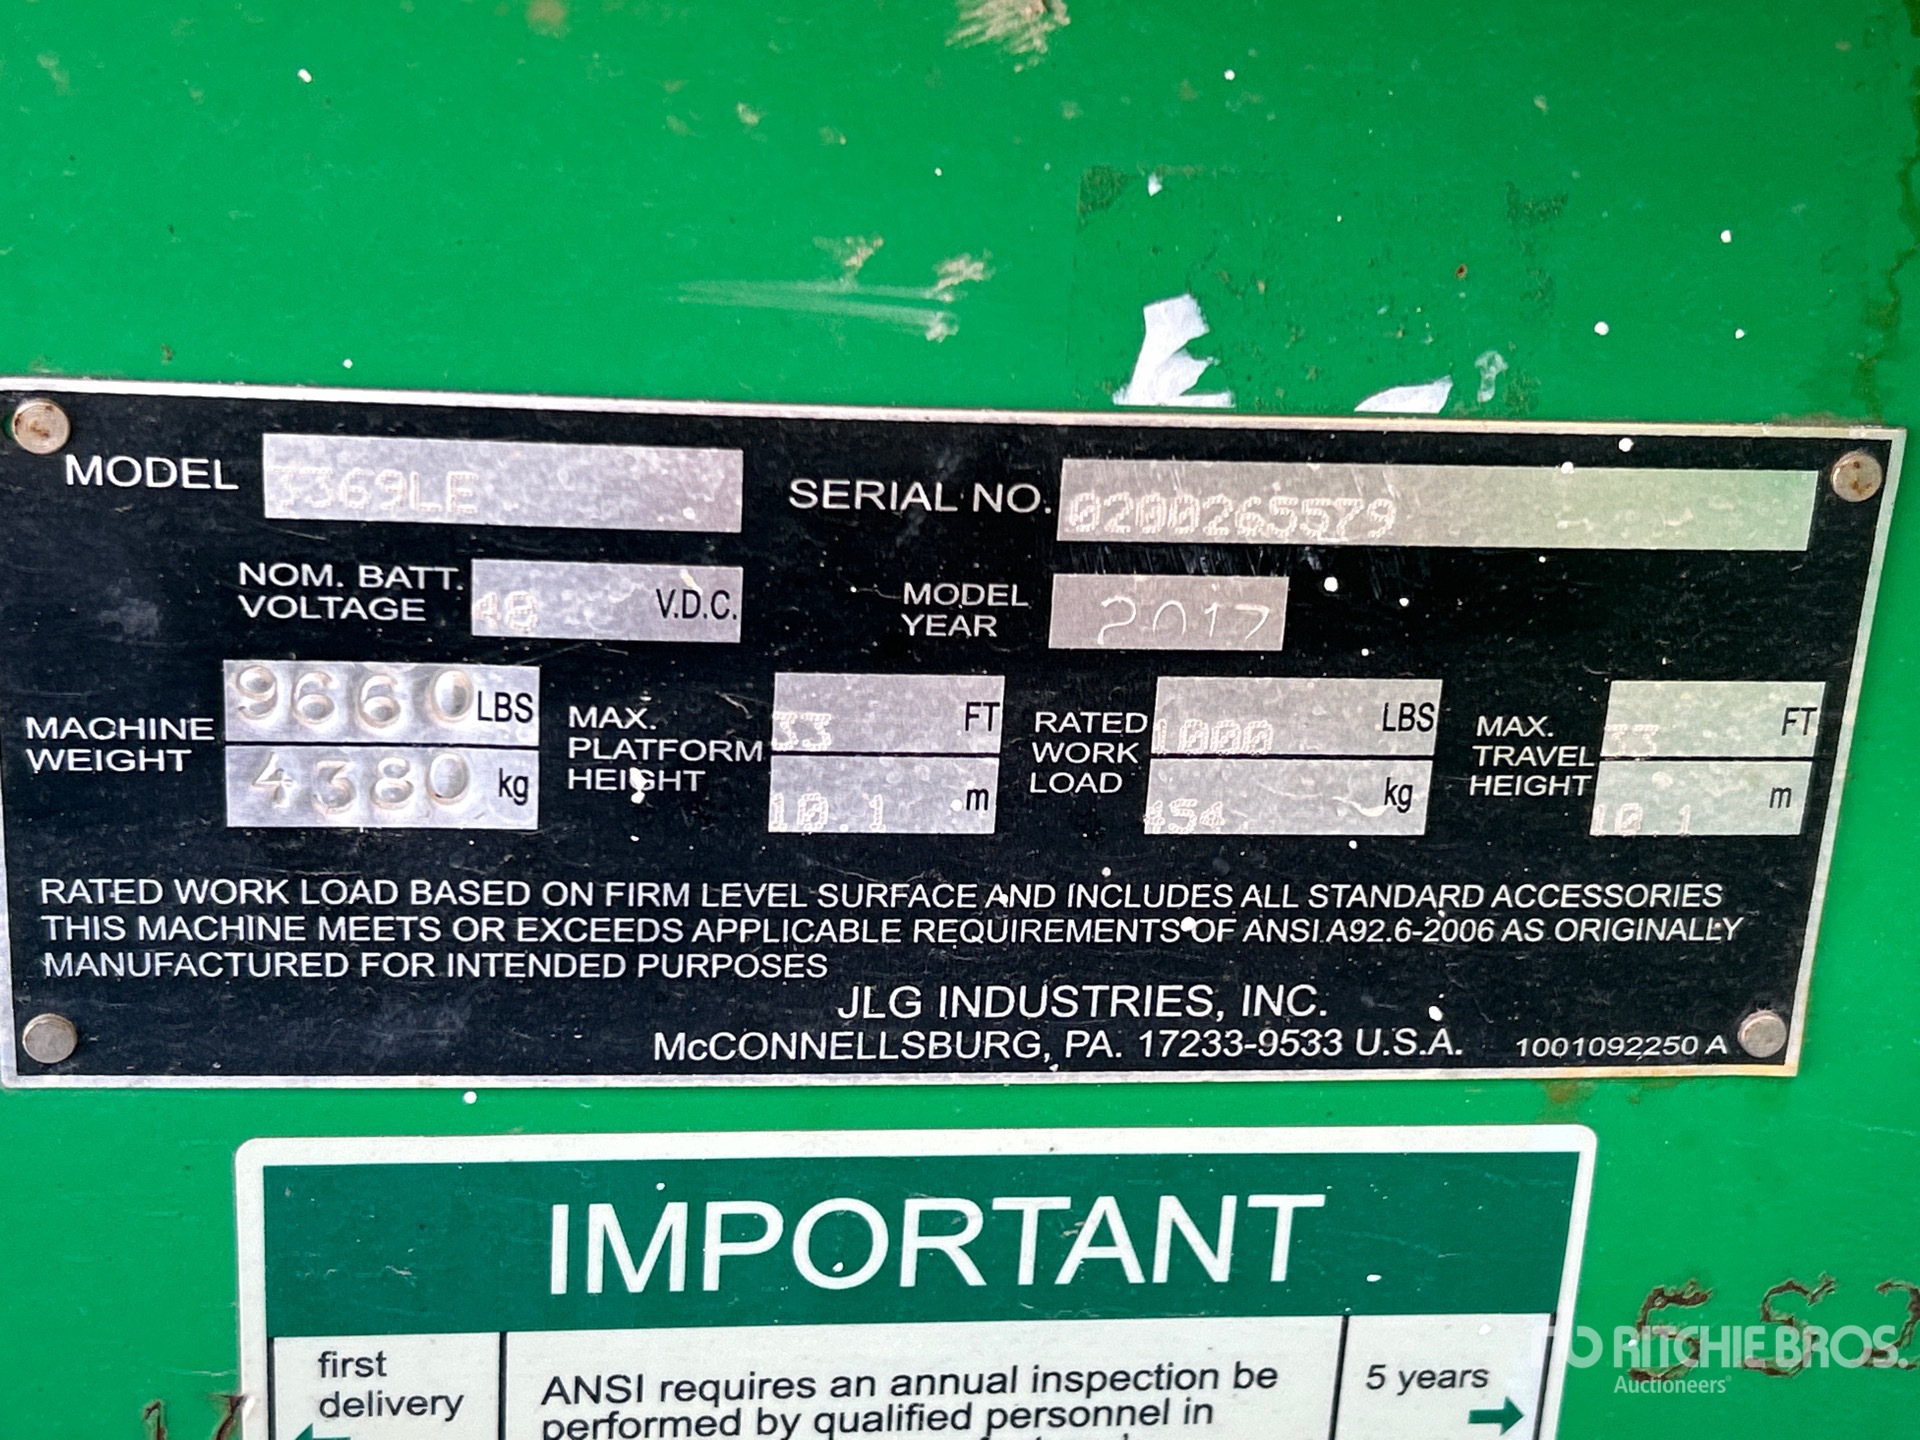 MODEL 3369LE SERIAL NO. 0200265579
NOM. BATT. VOLTAGE 48 V.D.C. MODEL YEAR 2017
MACHINE WEIGHT 9660 LBS 4380 kg
MAX. PLATFORM HEIGHT 33 FT 10.1 m
RATED WORK LOAD 1000 LBS 454 kg
MAX. TRAVEL HEIGHT 33 FT 10.1 m
RATED WORK LOAD BASED ON FIRM LEVEL SURFACE AND INCLUDES ALL STANDARD ACCESSORIES
THIS MACHINE MEETS OR EXCEEDS APPLICABLE REQUIREMENTS OF ANSI A92.6-2006 AS ORIGINALLY
MANUFACTURED FOR INTENDED PURPOSES
JLG INDUSTRIES, INC.
McCONNELLSBURG, PA. 17233-9533 U.S.A. 1001092250 A
IMPORTANT
first
delivery
ANSI requires an annual inspection be
performed by qualified personnel in
5 years
RITCHIE BROS.
Auctioneers